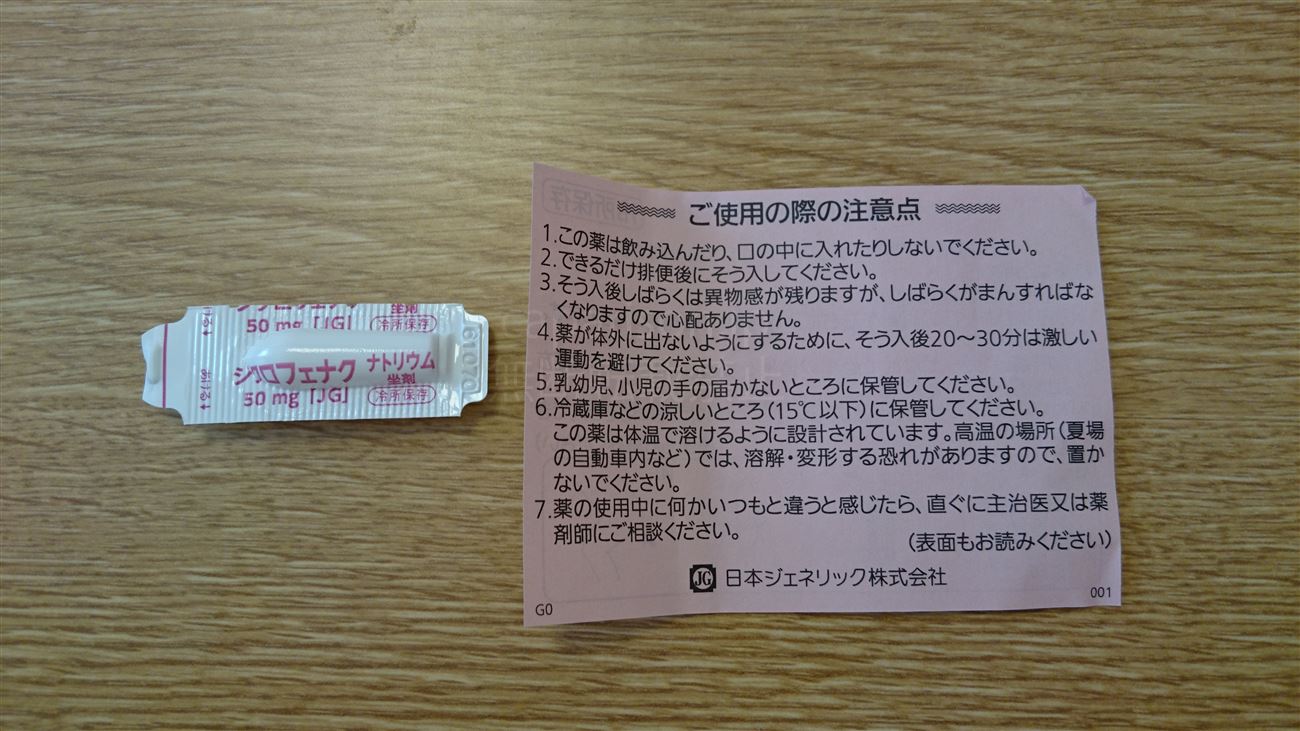 坐剤
50 mg「JG」
冷所保存
あける
ジクロフェナク ナトリウム
坐剤
50 mg「JG」
冷所保存
あける
61070
ご使用の際の注意点
1.この薬は飲み込んだり、口の中に入れたりしないでください。
2.できるだけ排便後にそう入してください。
3.そう入後しばらくは異物感が残りますが、しばらくがまんすればな
くなりますので心配ありません。
4.薬が体外に出ないようにするために、そう入後20〜30分は激しい
運動を避けてください。
5.乳幼児、小児の手の届かないところに保管してください。
6.冷蔵庫などの涼しいところ(15℃以下)に保管してください。
この薬は体温で溶けるように設計されています。高温の場所(夏場
の自動車内など)では、溶解・変形する恐れがありますので、置か
ないでください。
7.薬の使用中に何かいつもと違うと感じたら、直ぐに主治医又は薬
剤師にご相談ください。
(表面もお読みください)
JG 日本ジェネリック株式会社
G0
001